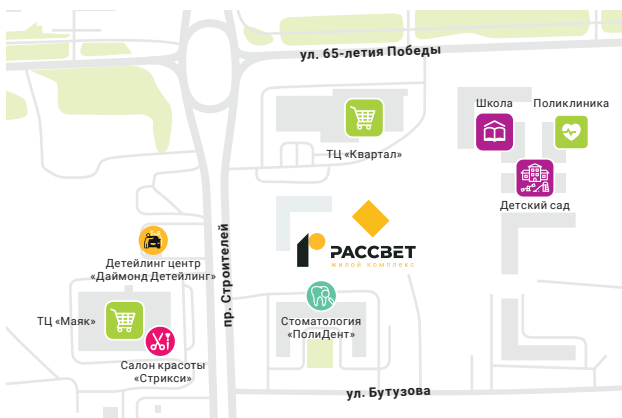 ул. 65-летия Победы
Школа
Поликлиника
ТЦ «Квартал»
Детский сад
пр. Строителей
РАССВЕТ
ЖИЛОЙ КОМПЛЕКС
Детейлинг центр
«Даймонд Детейлинг»
ТЦ «Маяк»
Стоматология
«ПолиДент»
Салон красоты
«Стрикси»
ул. Бутузова